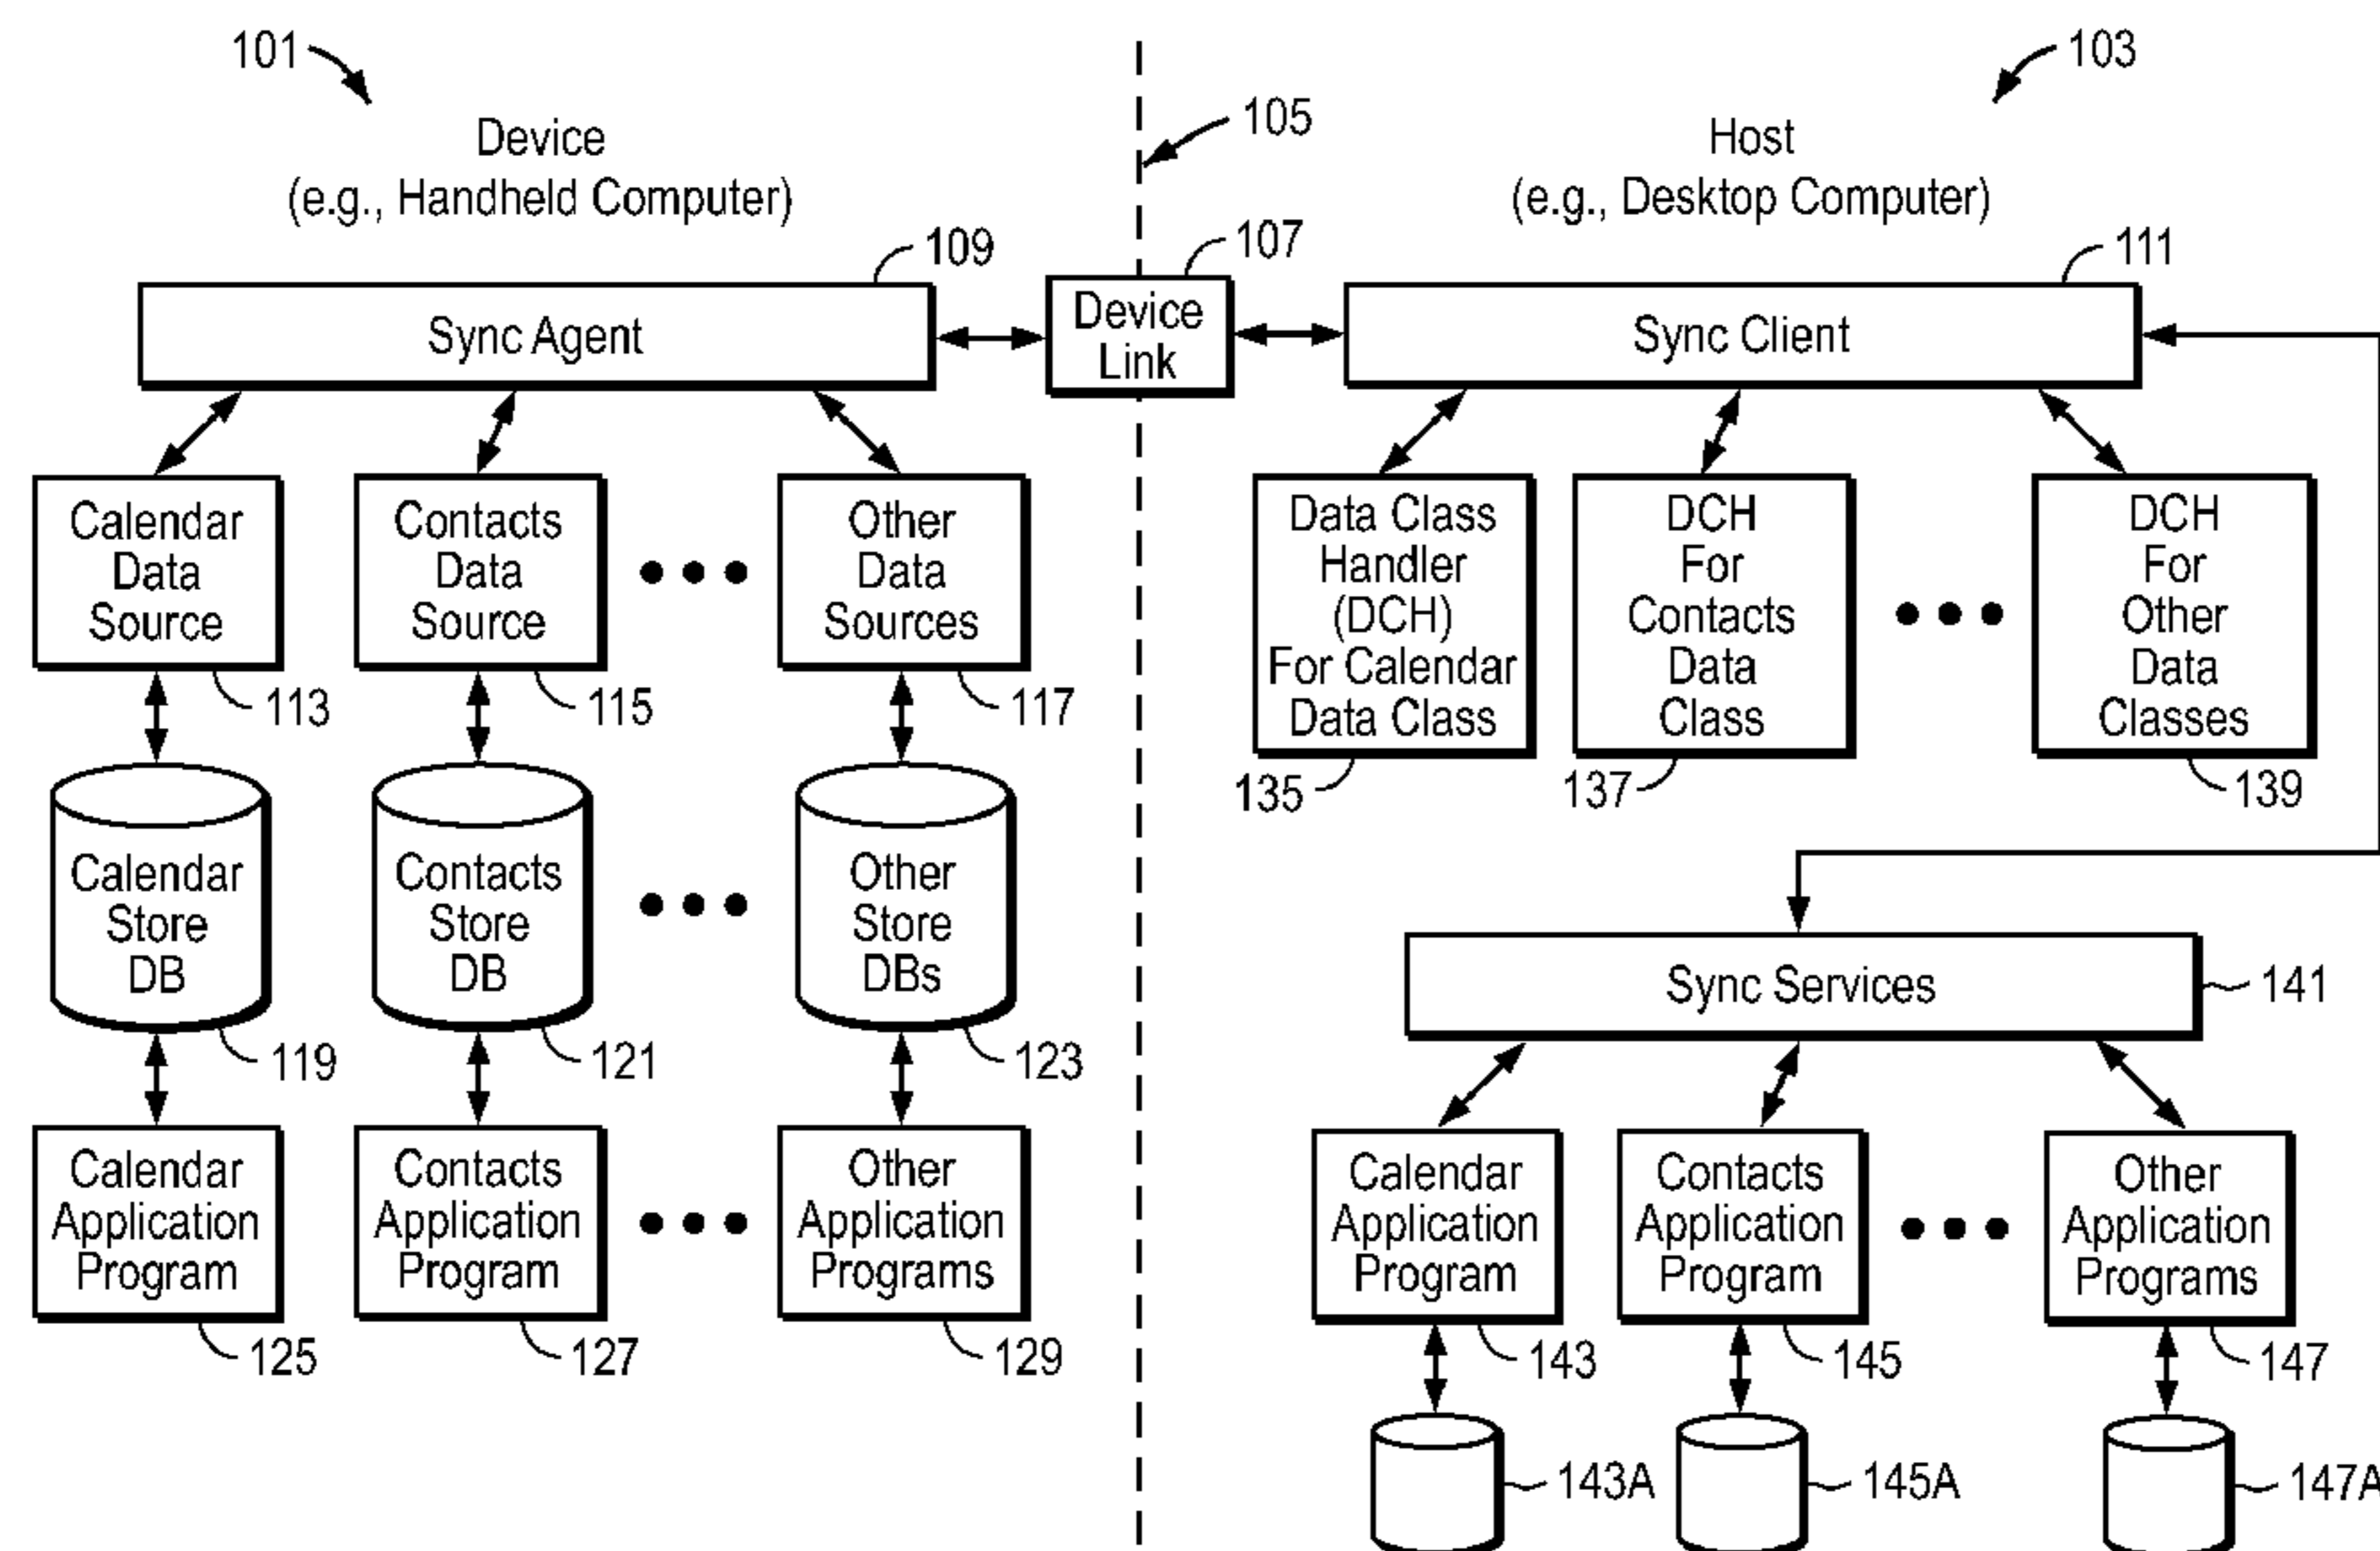 101
103
105
Device
(e.g., Handheld Computer)
Host
(e.g., Desktop Computer)
109
107
111
Sync Agent
Device
Link
Sync Client
Calendar
Data
Source
113
Contacts
Data
Source
115
Other
Data
Sources
117
Data Class
Handler
(DCH)
For Calendar
Data Class
135
DCH
For
Contacts
Data
Class
137
DCH
For
Other
Data
Classes
139
Calendar
Store
DB
119
Contacts
Store
DB
121
Other
Store
DBs
123
Sync Services
141
Calendar
Application
Program
125
Contacts
Application
Program
127
Other
Application
Programs
129
Calendar
Application
Program
143
Contacts
Application
Program
145
Other
Application
Programs
147
143A
145A
147A